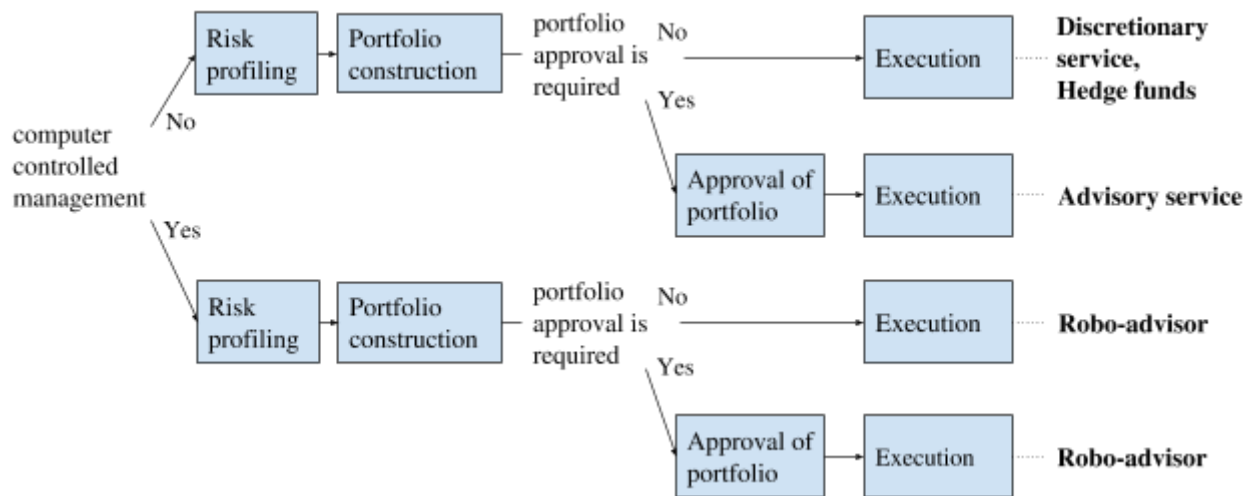 Risk
profiling
Portfolio
construction
portfolio
approval is
required
No
Yes
Execution
Discretionary
service,
Hedge funds
computer
controlled
management
No
Yes
Approval of
portfolio
Execution
Advisory service
Risk
profiling
Portfolio
construction
portfolio
approval is
required
No
Yes
Execution
Robo-advisor
Approval of
portfolio
Execution
Robo-advisor